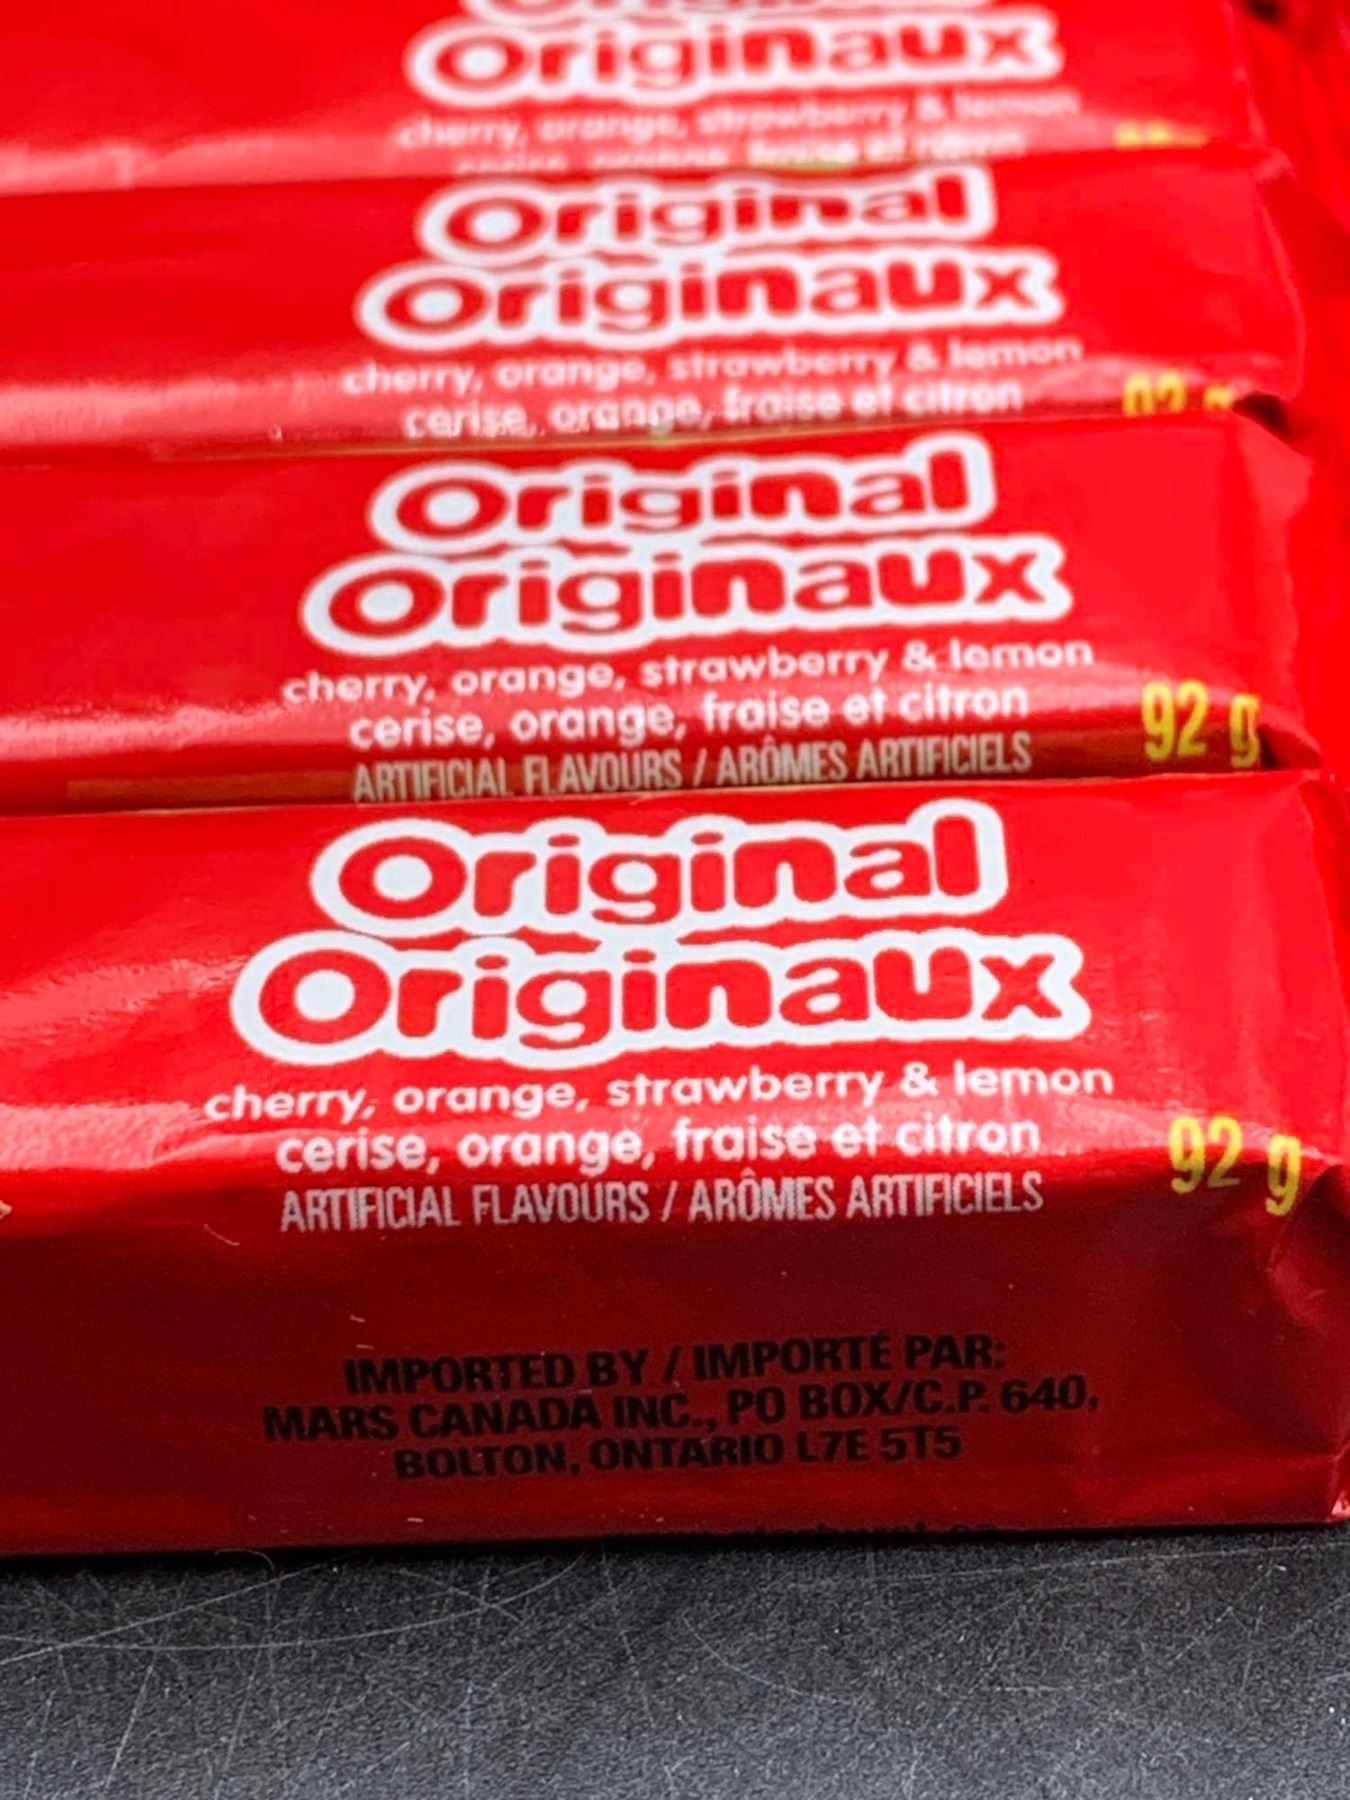 Originaux
cherry, orange, strawberry & lemon
Original
Originaux
cherry, orange, strawberry & lemon
cerise, orange, fraise et citron
Original
Originaux
cherry, orange, strawberry & lemon
cerise, orange, fraise et citron
92 g
ARTIFICIAL FLAVOURS / ARÔMES ARTIFICIELS
Original
Originaux
cherry, orange, strawberry & lemon
cerise, orange, fraise et citron
92 g
ARTIFICIAL FLAVOURS / ARÔMES ARTIFICIELS
IMPORTED BY / IMPORTÉ PAR:
MARS CANADA INC., PO BOX/C.P. 640,
BOLTON, ONTARIO L7E 5T5